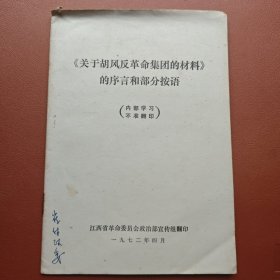 《关于胡风反革命集团的材料》
的序言和部分按语
（内部学习
不准翻印）
江西省革命委员会政治部宣传组翻印
一九七二年四月